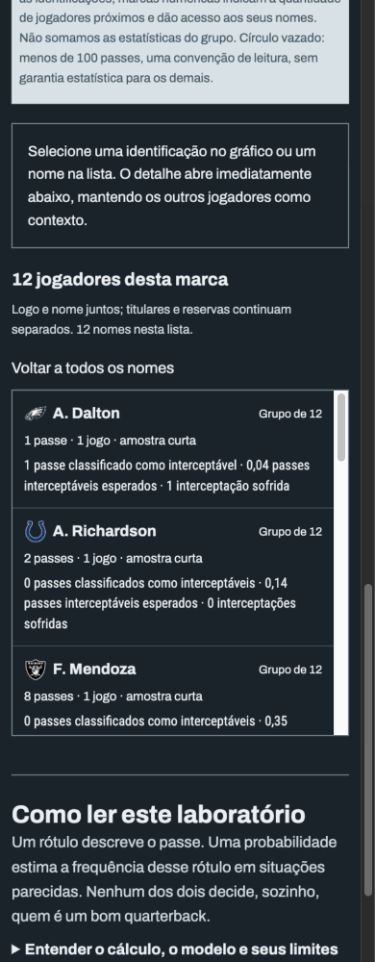 as identificações, marcas numéricas indicam a quantidade
de jogadores próximos e dão acesso aos seus nomes.
Não somamos as estatísticas do grupo. Círculo vazado:
menos de 100 passes, uma convenção de leitura, sem
garantia estatística para os demais.
Selecione uma identificação no gráfico ou um
nome na lista. O detalhe abre imediatamente
abaixo, mantendo os outros jogadores como
contexto.
12 jogadores desta marca
Logo e nome juntos; titulares e reservas continuam
separados. 12 nomes nesta lista.
Voltar a todos os nomes
A. Dalton Grupo de 12
1 passe · 1 jogo · amostra curta
1 passe classificado como interceptável · 0,04 passes
interceptáveis esperados · 1 interceptação sofrida
A. Richardson Grupo de 12
2 passes · 1 jogo · amostra curta
0 passes classificados como interceptáveis · 0,14
passes interceptáveis esperados · 0 interceptações
sofridas
F. Mendoza Grupo de 12
8 passes · 1 jogo · amostra curta
0 passes classificados como interceptáveis · 0,35
Como ler este laboratório
Um rótulo descreve o passe. Uma probabilidade
estima a frequência desse rótulo em situações
parecidas. Nenhum dos dois decide, sozinho,
quem é um bom quarterback.
▶ Entender o cálculo, o modelo e seus limites